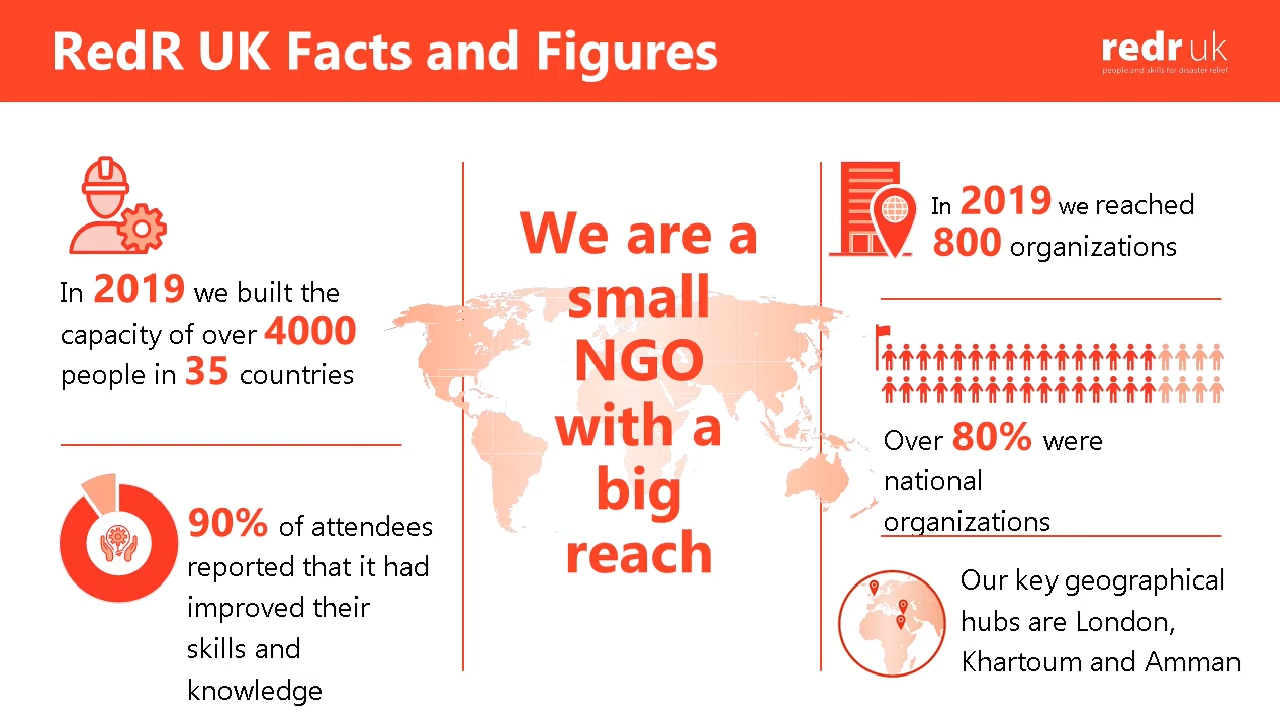 RedR UK Facts and Figures
redr uk
people and skills for disaster relief
In 2019 we built the
capacity of over 4000
people in 35 countries
90% of attendees
reported that it had
improved their
skills and
knowledge
We are a
small
NGO
with a
big
reach
In 2019 we reached
800 organizations
Over 80% were
national
organizations
Our key geographical
hubs are London,
Khartoum and Amman